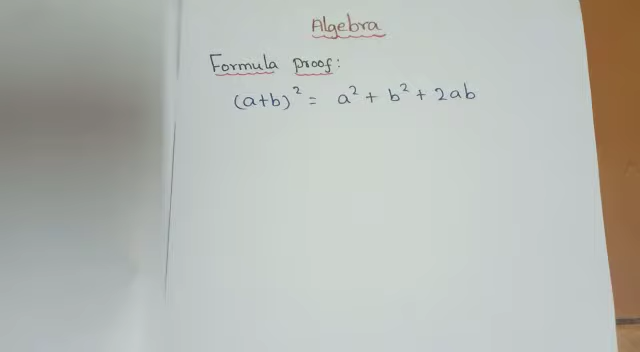 Algebra
Formula proof:
(a+b)² = a² + b² + 2ab